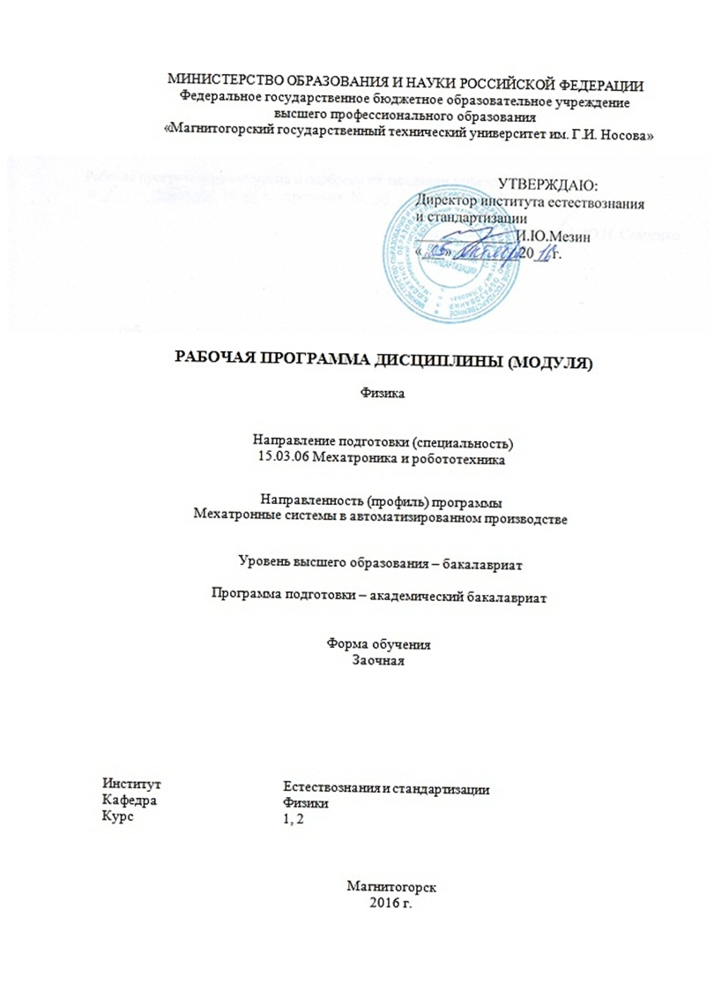 МИНИСТЕРСТВО ОБРАЗОВАНИЯ И НАУКИ РОССИЙСКОЙ ФЕДЕРАЦИИ
Федеральное государственное бюджетное образовательное учреждение
высшего профессионального образования
«Магнитогорский государственный технический университет им. Г.И. Носова»
УТВЕРЖДАЮ:
Директор института естествознания
и стандартизации
И.Ю.Мезин
«05» октября 2016 г.
РАБОЧАЯ ПРОГРАММА ДИСЦИПЛИНЫ (МОДУЛЯ)
Физика
Направление подготовки (специальность)
15.03.06 Мехатроника и робототехника
Направленность (профиль) программы
Мехатронные системы в автоматизированном производстве
Уровень высшего образования – бакалавриат
Программа подготовки – академический бакалавриат
Форма обучения
Заочная
Институт Естествознания и стандартизации
Кафедра Физики
Курс 1, 2
Магнитогорск
2016 г.